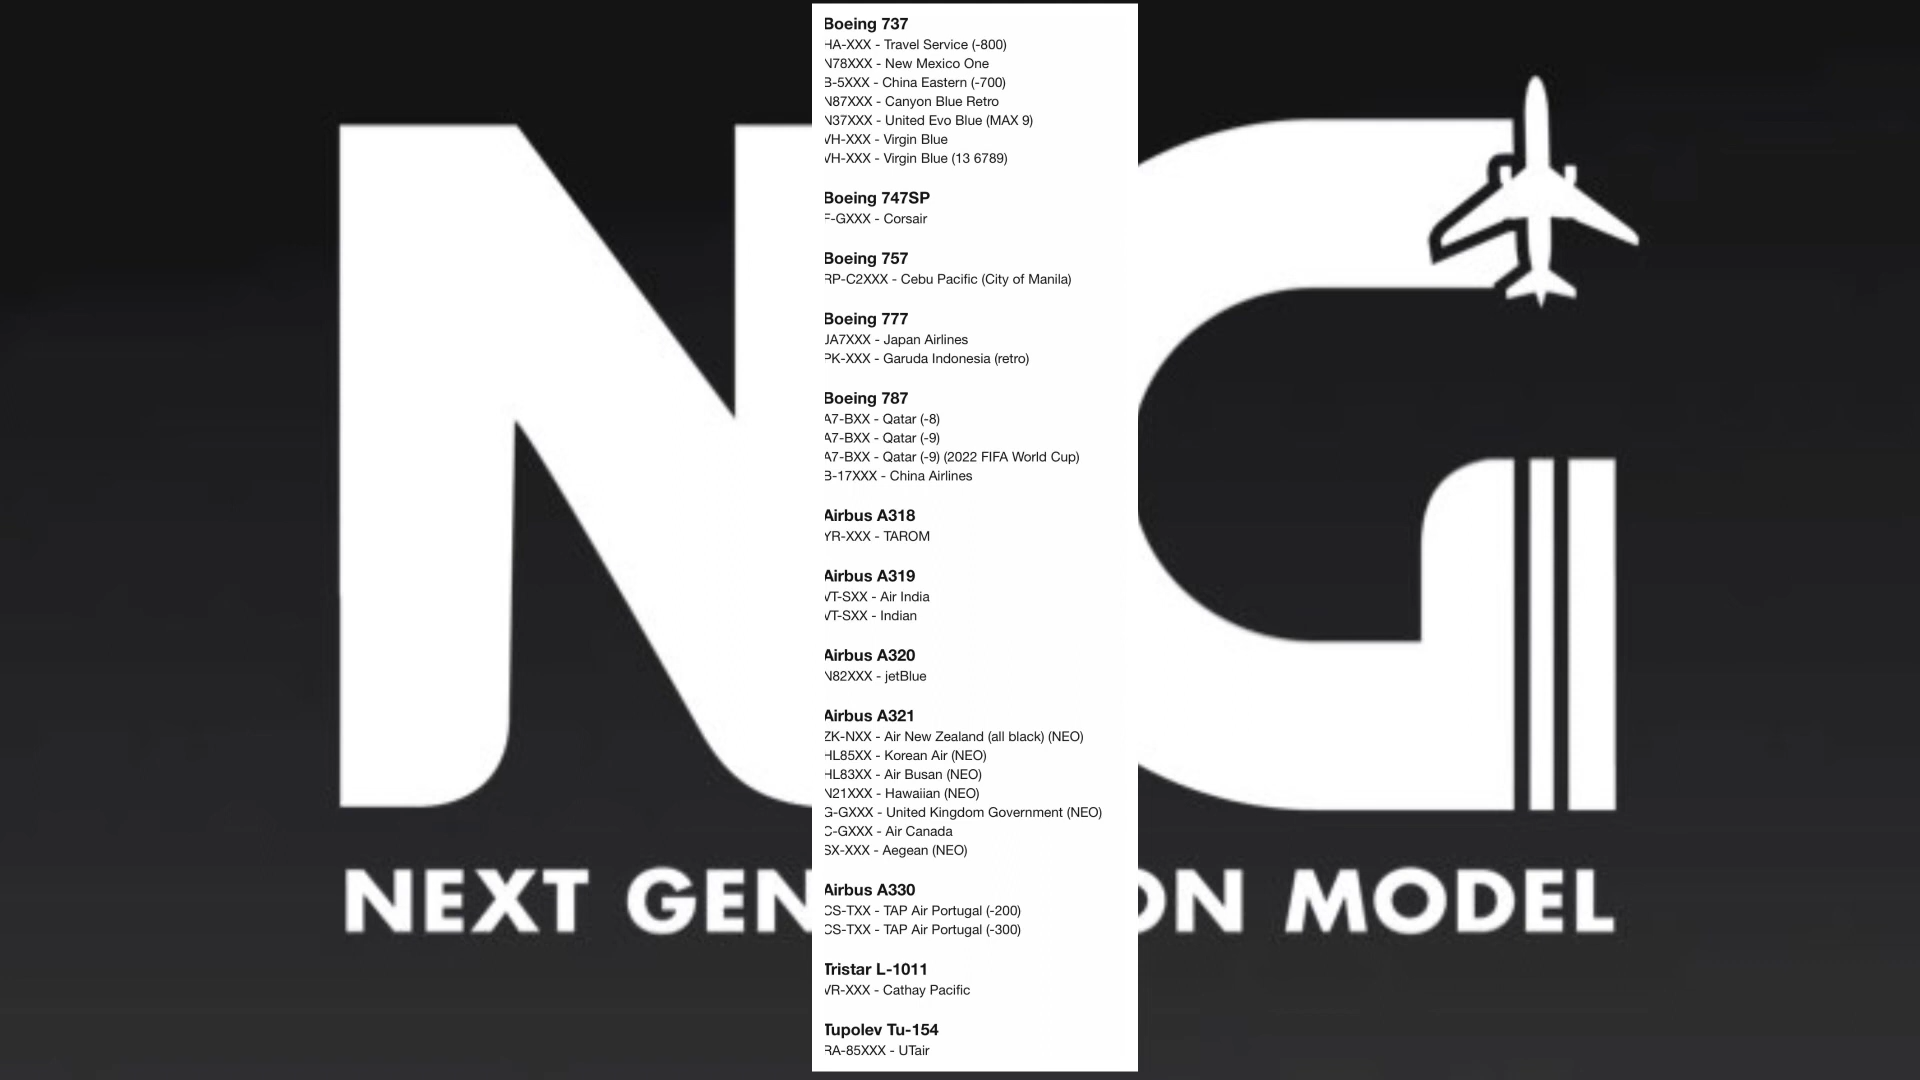 Boeing 737
HA-XXX - Travel Service (-800)
N78XXX - New Mexico One
B-5XXX - China Eastern (-700)
N87XXX - Canyon Blue Retro
N37XXX - United Evo Blue (MAX 9)
VH-XXX - Virgin Blue
VH-XXX - Virgin Blue (13 6789)
Boeing 747SP
F-GXXX - Corsair
Boeing 757
RP-C2XXX - Cebu Pacific (City of Manila)
Boeing 777
JA7XXX - Japan Airlines
PK-XXX - Garuda Indonesia (retro)
Boeing 787
A7-BXX - Qatar (-8)
A7-BXX - Qatar (-9)
A7-BXX - Qatar (-9) (2022 FIFA World Cup)
B-17XXX - China Airlines
Airbus A318
YR-XXX - TAROM
Airbus A319
VT-SXX - Air India
VT-SXX - Indian
Airbus A320
N82XXX - jetBlue
Airbus A321
ZK-NXX - Air New Zealand (all black) (NEO)
HL85XX - Korean Air (NEO)
HL83XX - Air Busan (NEO)
N21XXX - Hawaiian (NEO)
G-GXXX - United Kingdom Government (NEO)
C-GXXX - Air Canada
SX-XXX - Aegean (NEO)
Airbus A330
CS-TXX - TAP Air Portugal (-200)
CS-TXX - TAP Air Portugal (-300)
Tristar L-1011
VR-XXX - Cathay Pacific
Tupolev Tu-154
RA-85XXX - UTair
NG
NEXT GEN ON MODEL